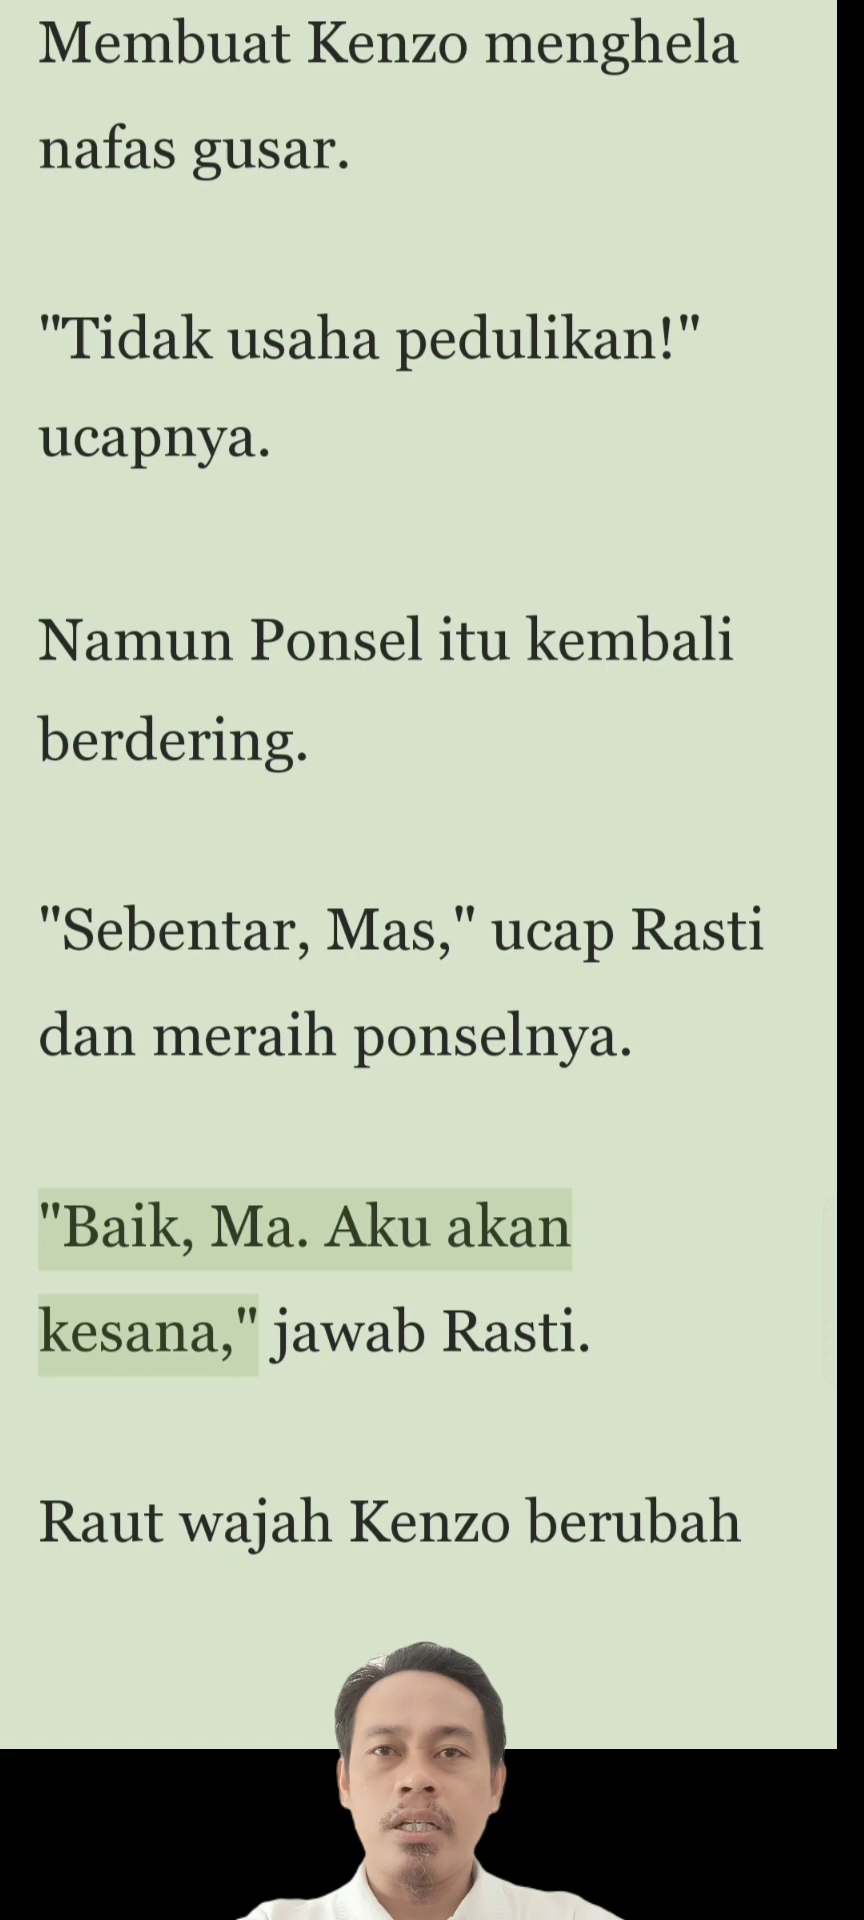 Membuat Kenzo menghela
nafas gusar.
"Tidak usaha pedulikan!"
ucapnya.
Namun Ponsel itu kembali
berdering.
"Sebentar, Mas," ucap Rasti
dan meraih ponselnya.
"Baik, Ma. Aku akan
kesana," jawab Rasti.
Raut wajah Kenzo berubah